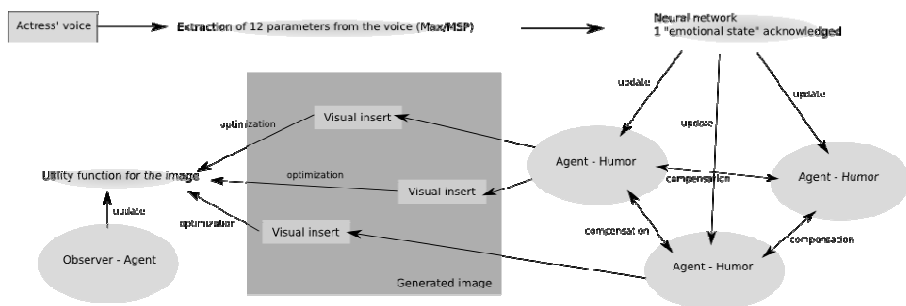 Actress' voice
Extraction of 12 parameters from the voice (Max/MSP)
Neural network
1 "emotional state" acknowledged
update
update
update
Visual insert
optimization
Agent - Humor
compensation
Agent - Humor
Utility function for the image
optimization
Visual insert
update
optimization
Visual insert
compensation
compensation
Observer - Agent
Agent - Humor
Generated image